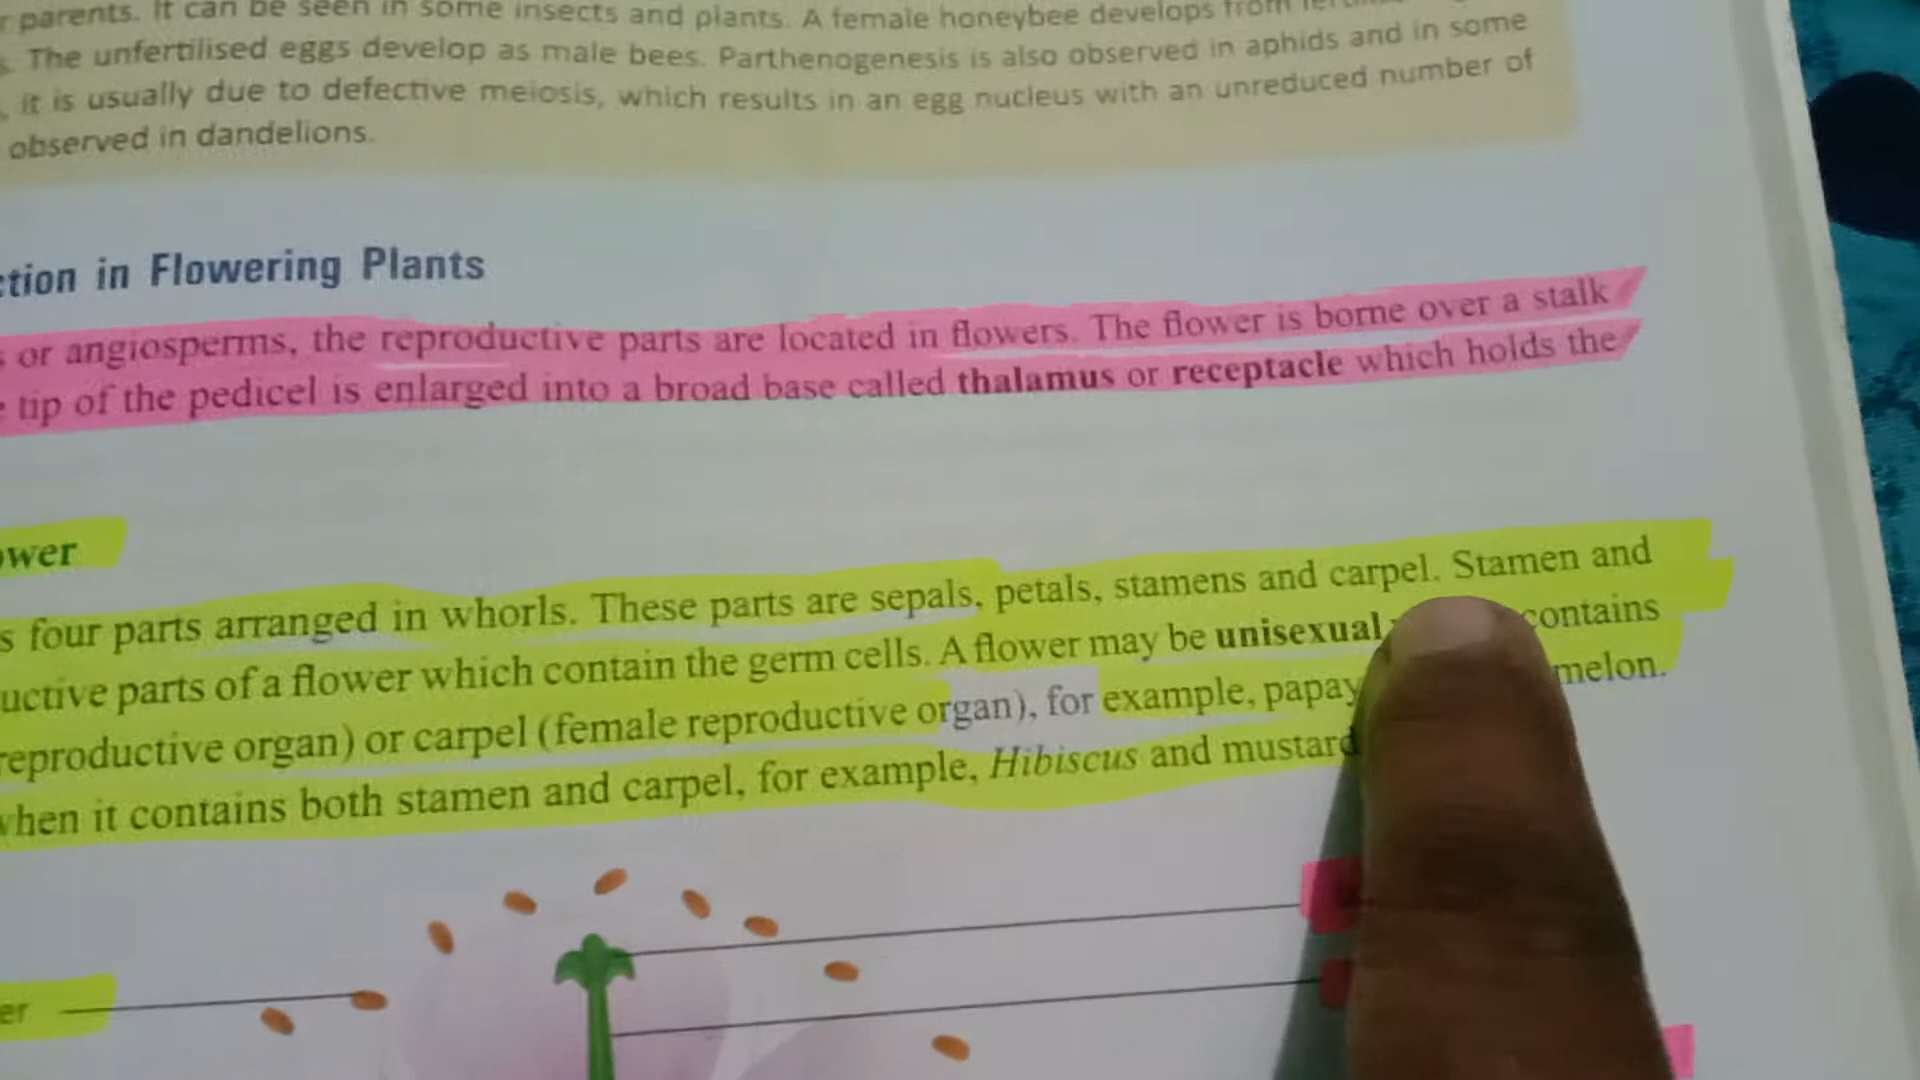 parents. It can be seen in some insects and plants. A female honeybee develops from
The unfertilised eggs develop as male bees. Parthenogenesis is also observed in aphids and in some
it is usually due to defective meiosis, which results in an egg nucleus with an unreduced number of
observed in dandelions.
ction in Flowering Plants
s or angiosperms, the reproductive parts are located in flowers. The flower is borne over a stalk
tip of the pedicel is enlarged into a broad base called thalamus or receptacle which holds the
ower
s four parts arranged in whorls. These parts are sepals, petals, stamens and carpel. Stamen and
uctive parts of a flower which contain the germ cells. A flower may be unisexual, contains
reproductive organ) or carpel (female reproductive organ), for example, papay melon.
when it contains both stamen and carpel, for example, Hibiscus and mustard
er